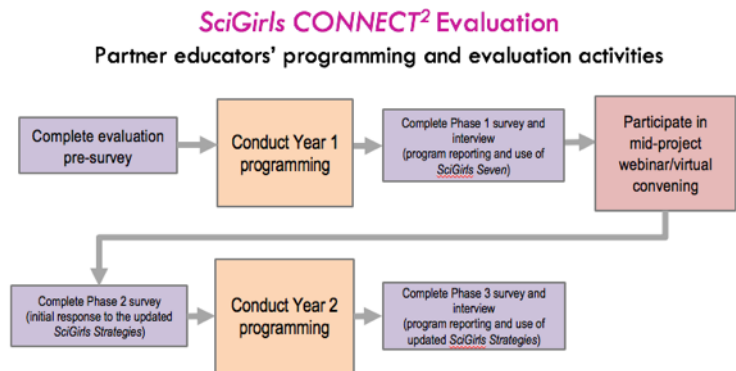 SciGirls CONNECT² Evaluation
Partner educators' programming and evaluation activities
Complete evaluation
pre-survey
Conduct Year 1
programming
Complete Phase 1 survey and
interview
(program reporting and use of
SciGirls Seven)
Participate in
mid-project
webinar/virtual
convening
Complete Phase 2 survey
(initial response to the updated
SciGirls Strategies)
Conduct Year 2
programming
Complete Phase 3 survey and
interview
(program reporting and use of
updated SciGirls Strategies)